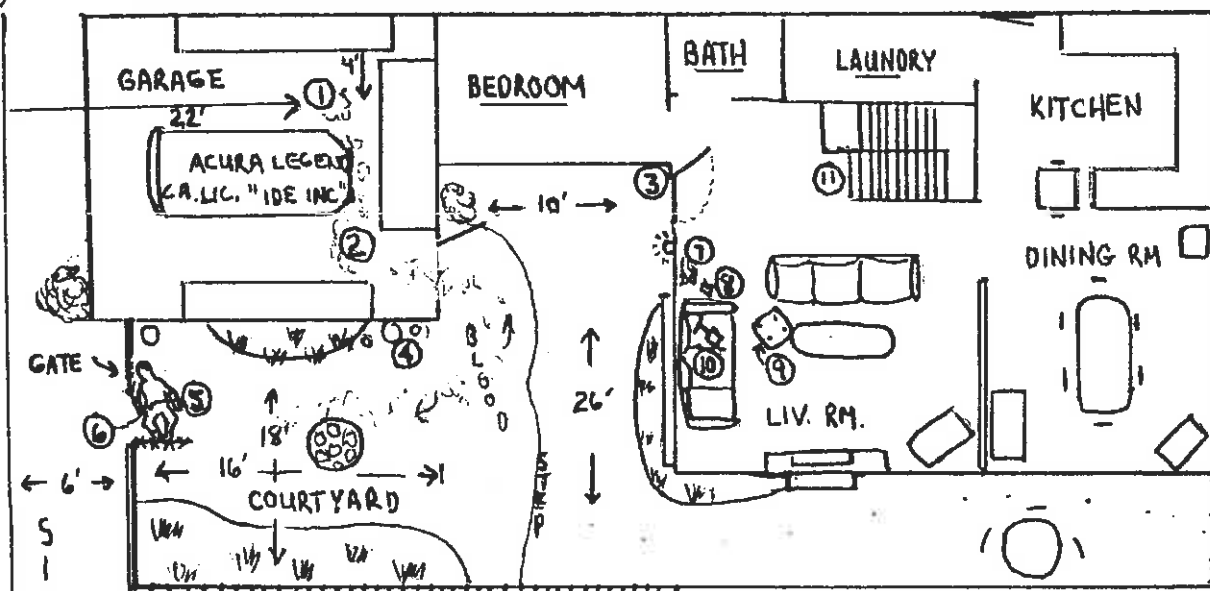 GARAGE
4'
1
22'
ACURA LEGEND
CA.LIC. "IDE INC"
2
BEDROOM
BATH
LAUNDRY
KITCHEN
3
10'
11
7
8
DINING RM
GATE
4
BLOOD
5
6
18'
26'
10
9
LIV. RM.
6'
16'
COURTYARD
S
I